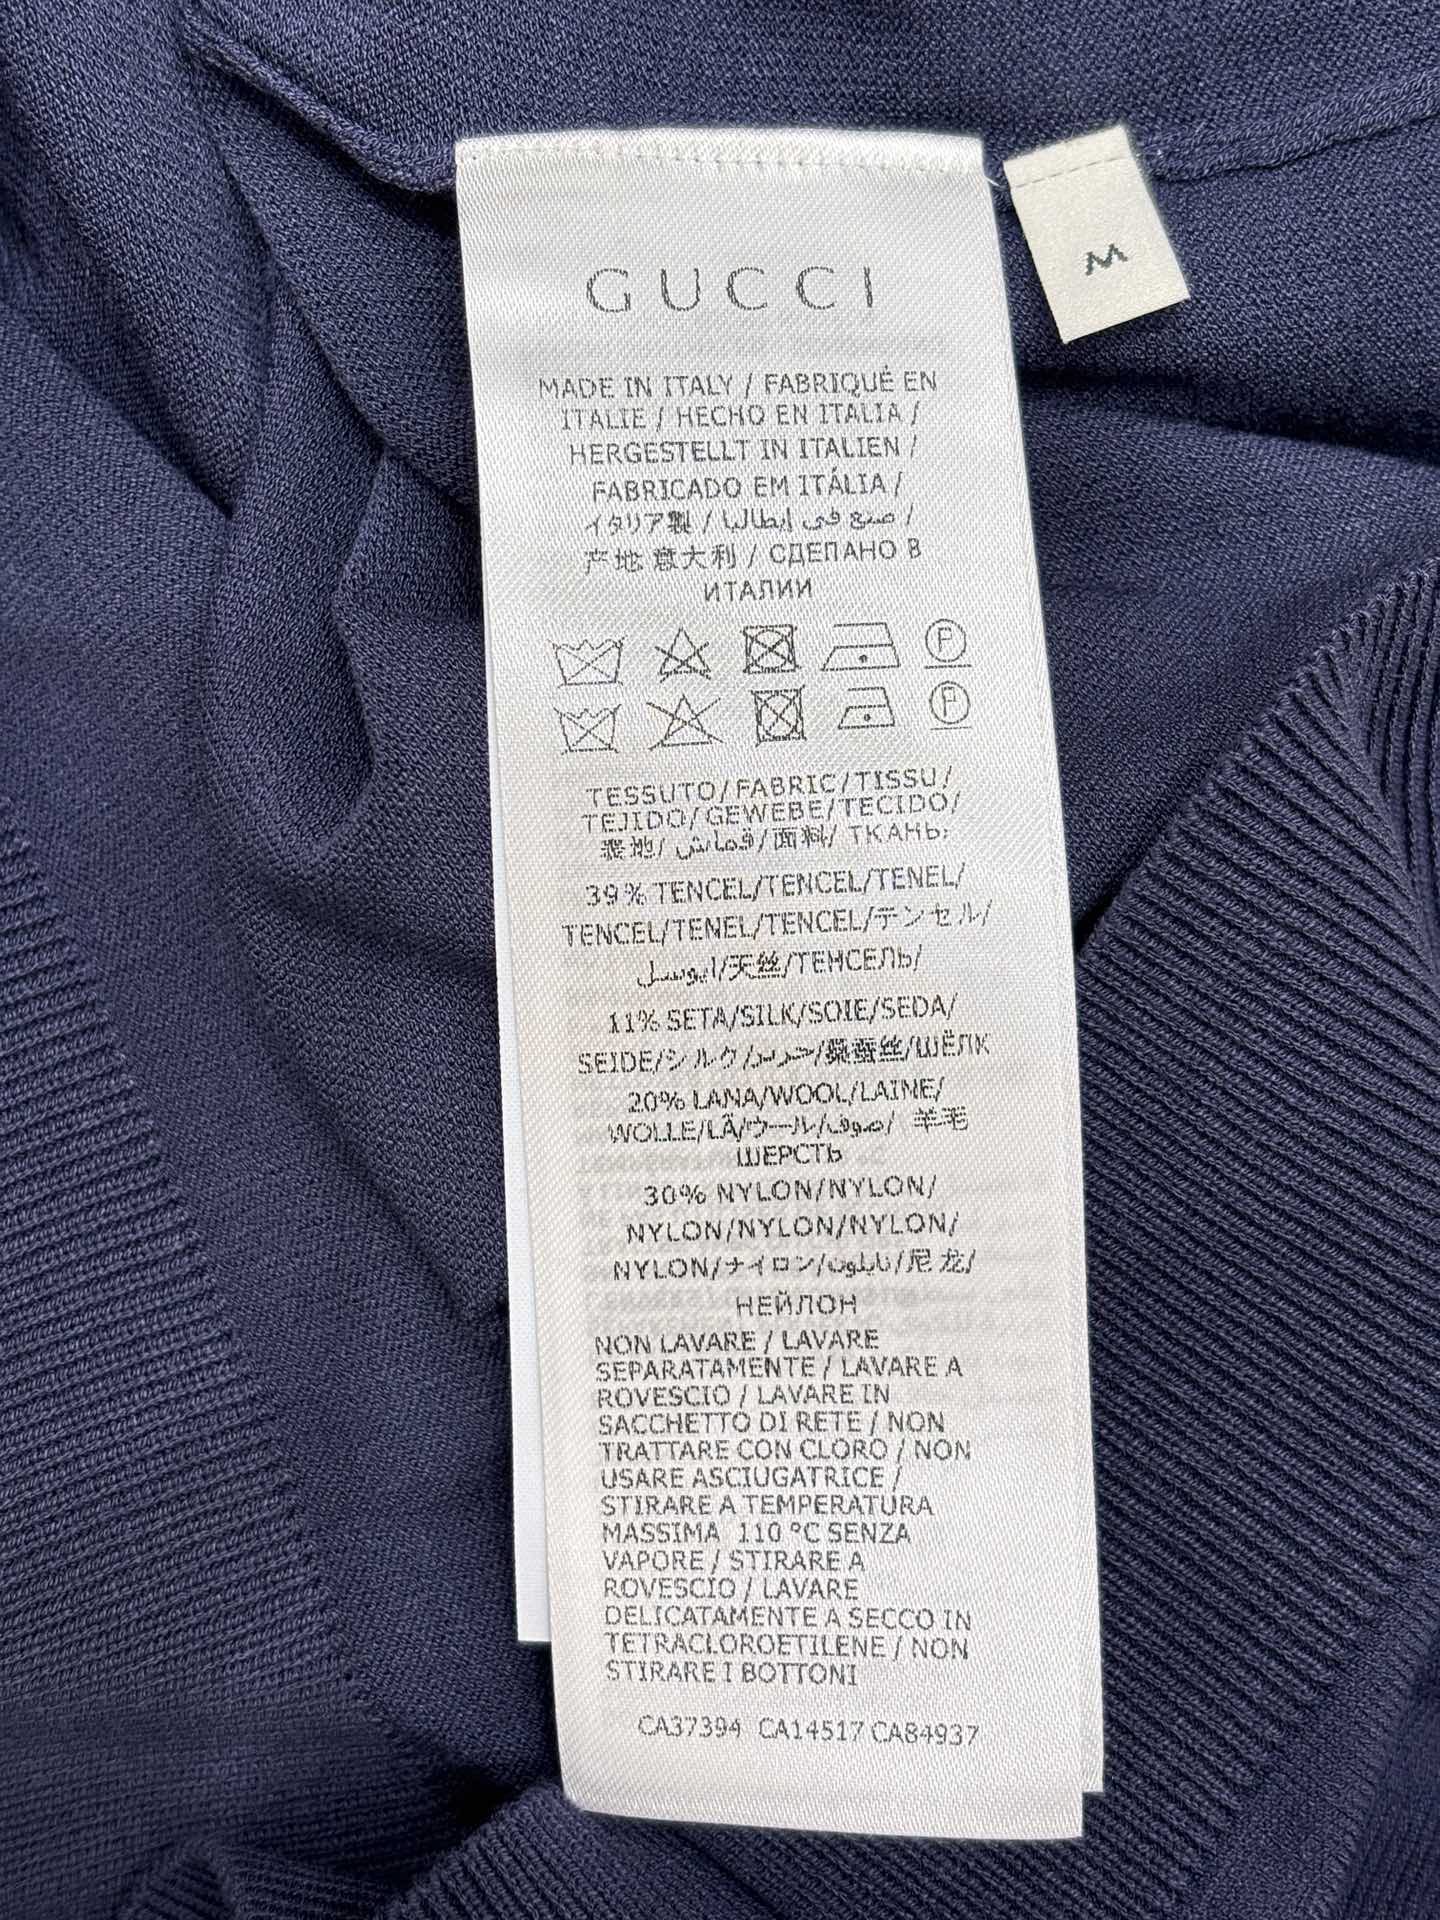 GUCCI
M
MADE IN ITALY / FABRIQUÉ EN
ITALIE / HECHO EN ITALIA /
HERGESTELLT IN ITALIEN /
FABRICADO EM ITÁLIA /
イタリア製 / صنع في إيطاليا /
产地 意大利 / СДЕЛАНО В
ИТАЛИИ
P
P
TESSUTO/FABRIC/TISSU/
TEJIDO/GEWEBE/TECIDO/
表地/ قماش/面料/ ТКАНЬ:
39% TENCEL/TENCEL/TENEL/
TENCEL/TENEL/TENCEL/テンセル/
/天丝/ТЕНСЕЛЬ/
11% SETA/SILK/SOIE/SEDA/
SEIDE/シルク/حرير/桑蚕丝/ШЁЛК
20% LANA/WOOL/LAINE/
WOLLE/LÃ/ウール/صوف/ 羊毛
ШЕРСТЬ
30% NYLON/NYLON/
NYLON/NYLON/NYLON/
NYLON/ナイロン/نايلون/尼龙/
НЕЙЛОН
NON LAVARE / LAVARE
SEPARATAMENTE / LAVARE A
ROVESCIO / LAVARE IN
SACCHETTO DI RETE / NON
TRATTARE CON CLORO / NON
USARE ASCIUGATRICE /
STIRARE A TEMPERATURA
MASSIMA 110 °C SENZA
VAPORE / STIRARE A
ROVESCIO / LAVARE
DELICATAMENTE A SECCO IN
TETRACLOROETILENE / NON
STIRARE I BOTTONI
CA37394 CA14517 CA84937